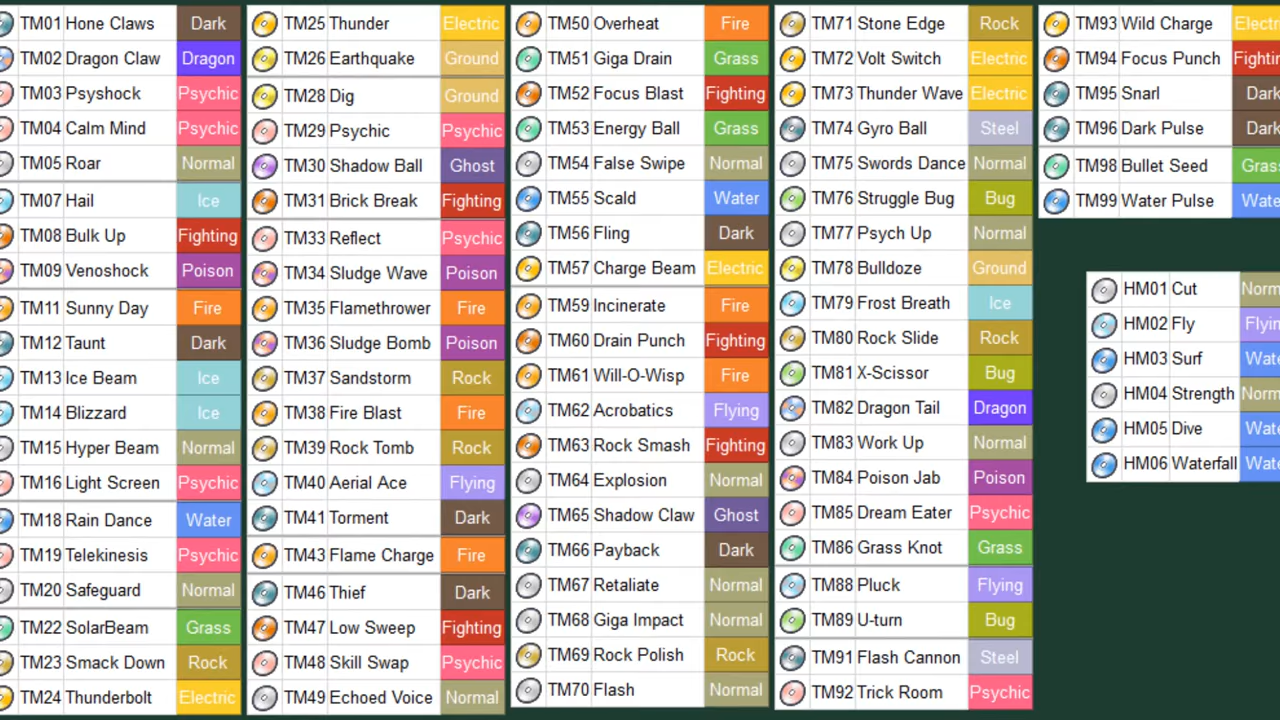 TM01 Hone Claws Dark
TM02 Dragon Claw Dragon
TM03 Psyshock Psychic
TM04 Calm Mind Psychic
TM05 Roar Normal
TM07 Hail Ice
TM08 Bulk Up Fighting
TM09 Venoshock Poison
TM11 Sunny Day Fire
TM12 Taunt Dark
TM13 Ice Beam Ice
TM14 Blizzard Ice
TM15 Hyper Beam Normal
TM16 Light Screen Psychic
TM18 Rain Dance Water
TM19 Telekinesis Psychic
TM20 Safeguard Normal
TM22 SolarBeam Grass
TM23 Smack Down Rock
TM24 Thunderbolt Electric
TM25 Thunder Electric
TM26 Earthquake Ground
TM28 Dig Ground
TM29 Psychic Psychic
TM30 Shadow Ball Ghost
TM31 Brick Break Fighting
TM33 Reflect Psychic
TM34 Sludge Wave Poison
TM35 Flamethrower Fire
TM36 Sludge Bomb Poison
TM37 Sandstorm Rock
TM38 Fire Blast Fire
TM39 Rock Tomb Rock
TM40 Aerial Ace Flying
TM41 Torment Dark
TM43 Flame Charge Fire
TM46 Thief Dark
TM47 Low Sweep Fighting
TM48 Skill Swap Psychic
TM49 Echoed Voice Normal
TM50 Overheat Fire
TM51 Giga Drain Grass
TM52 Focus Blast Fighting
TM53 Energy Ball Grass
TM54 False Swipe Normal
TM55 Scald Water
TM56 Fling Dark
TM57 Charge Beam Electric
TM59 Incinerate Fire
TM60 Drain Punch Fighting
TM61 Will-O-Wisp Fire
TM62 Acrobatics Flying
TM63 Rock Smash Fighting
TM64 Explosion Normal
TM65 Shadow Claw Ghost
TM66 Payback Dark
TM67 Retaliate Normal
TM68 Giga Impact Normal
TM69 Rock Polish Rock
TM70 Flash Normal
TM71 Stone Edge Rock
TM72 Volt Switch Electric
TM73 Thunder Wave Electric
TM74 Gyro Ball Steel
TM75 Swords Dance Normal
TM76 Struggle Bug Bug
TM77 Psych Up Normal
TM78 Bulldoze Ground
TM79 Frost Breath Ice
TM80 Rock Slide Rock
TM81 X-Scissor Bug
TM82 Dragon Tail Dragon
TM83 Work Up Normal
TM84 Poison Jab Poison
TM85 Dream Eater Psychic
TM86 Grass Knot Grass
TM88 Pluck Flying
TM89 U-turn Bug
TM91 Flash Cannon Steel
TM92 Trick Room Psychic
TM93 Wild Charge Electri
TM94 Focus Punch Fightin
TM95 Snarl Dark
TM96 Dark Pulse Dark
TM98 Bullet Seed Gras
TM99 Water Pulse Wate
HM01 Cut Norm
HM02 Fly Flyin
HM03 Surf Wate
HM04 Strength Norm
HM05 Dive Wate
HM06 Waterfall Wate